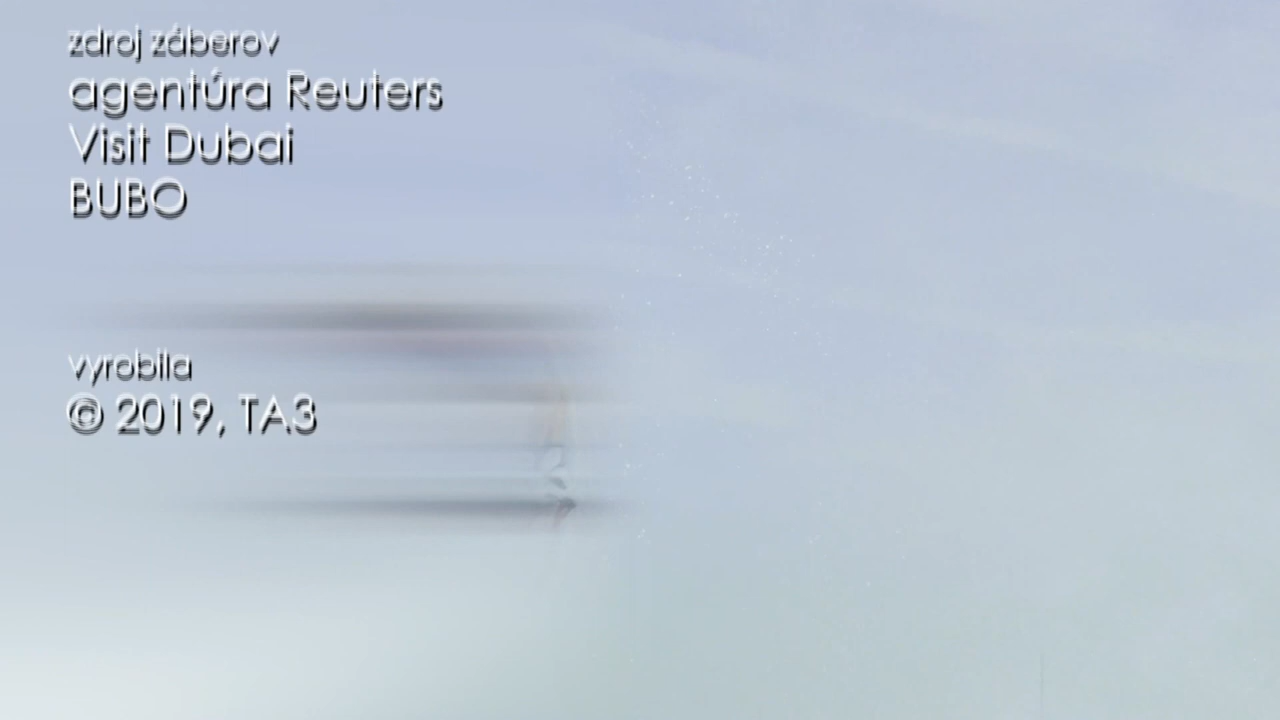 zdroj záberov
agentúra Reuters
Visit Dubai
BUBO
vyrobila
© 2019, TA3